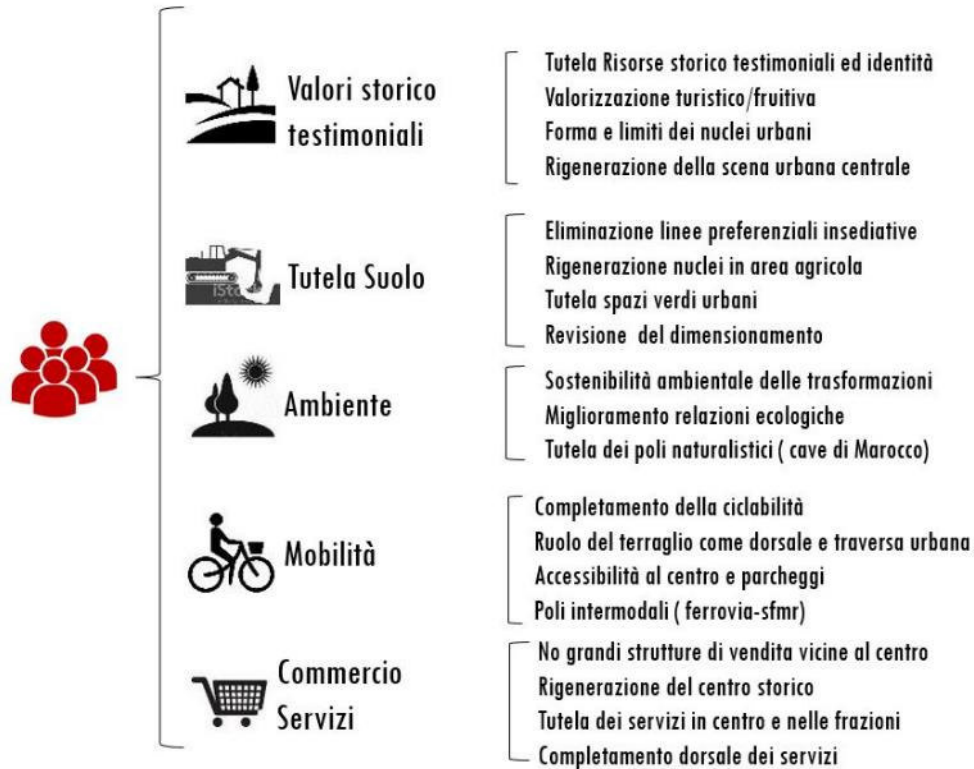 Valori storico
testimoniali
Tutela Risorse storico testimoniali ed identità
Valorizzazione turistico/fruitiva
Forma e limiti dei nuclei urbani
Rigenerazione della scena urbana centrale
Tutela Suolo
Eliminazione linee preferenziali insediative
Rigenerazione nuclei in area agricola
Tutela spazi verdi urbani
Revisione del dimensionamento
Ambiente
Sostenibilità ambientale delle trasformazioni
Miglioramento relazioni ecologiche
Tutela dei poli naturalistici ( cave di Marocco)
Mobilità
Completamento della ciclabilità
Ruolo del terraglio come dorsale e traversa urbana
Accessibilità al centro e parcheggi
Poli intermodali ( ferrovia-sfmr)
Commercio
Servizi
No grandi strutture di vendita vicine al centro
Rigenerazione del centro storico
Tutela dei servizi in centro e nelle frazioni
Completamento dorsale dei servizi